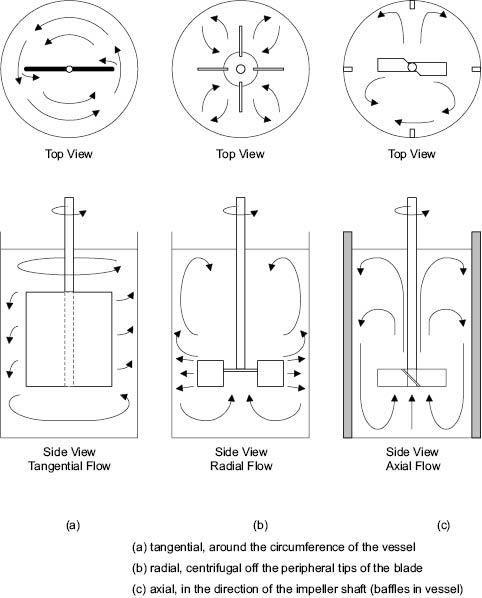 Top View
Top View
Top View
Side View
Tangential Flow
Side View
Radial Flow
Side View
Axial Flow
(a)
(b)
(c)
(a) tangential, around the circumference of the vessel
(b) radial, centrifugal off the peripheral tips of the blade
(c) axial, in the direction of the impeller shaft (baffles in vessel)